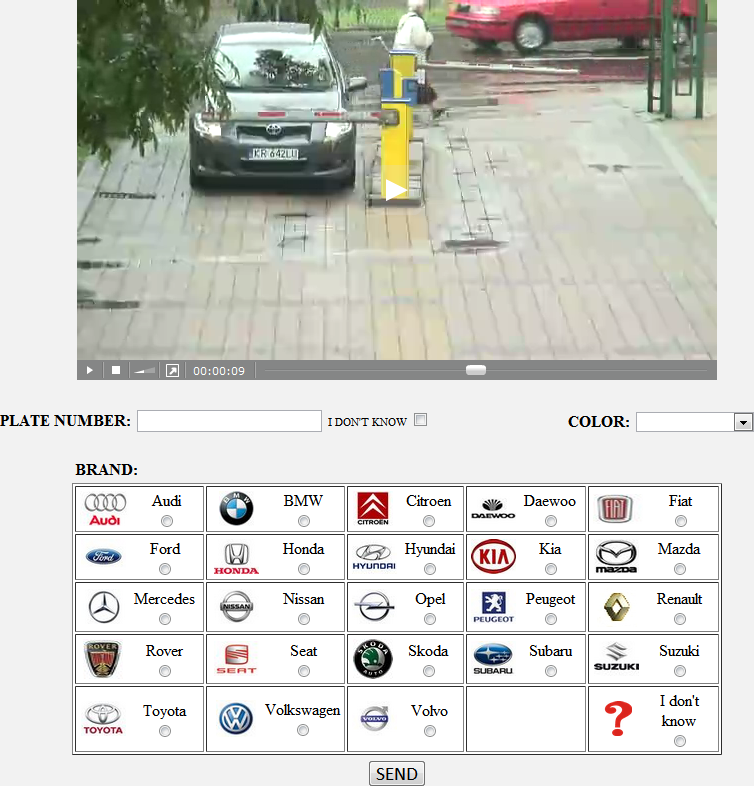 KR 642LU
00:00:09
PLATE NUMBER: I DON'T KNOW COLOR:
BRAND:
Audi Audi BMW BMW CITROËN Citroen DAEWOO Daewoo FIAT Fiat
Ford Ford HONDA Honda HYUNDAI Hyundai KIA Kia mazda Mazda
Mercedes NISSAN Nissan Opel PEUGEOT Peugeot Renault
ROVER Rover SEAT Seat SKODA AUTO Skoda SUBARU Subaru SUZUKI Suzuki
TOYOTA Toyota Volkswagen VOLVO Volvo ? I don't
know
SEND